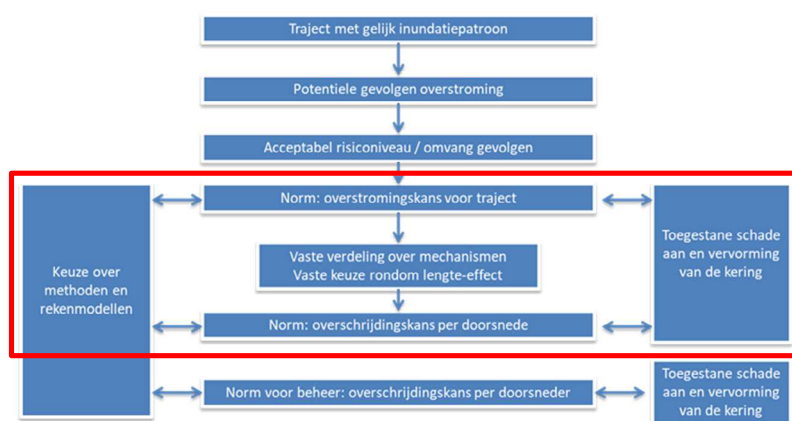 Traject met gelijk inundatiepatroon
Potentiele gevolgen overstroming
Acceptabel risiconiveau / omvang gevolgen
Norm: overstromingskans voor traject
Keuze over
methoden en
rekenmodellen
Vaste verdeling over mechanismen
Vaste keuze rondom lengte-effect
Toegestane schade
aan en vervorming
van de kering
Norm: overschrijdingskans per doorsnede
Norm voor beheer: overschrijdingskans per doorsneder
Toegestane schade
aan en vervorming
van de kering